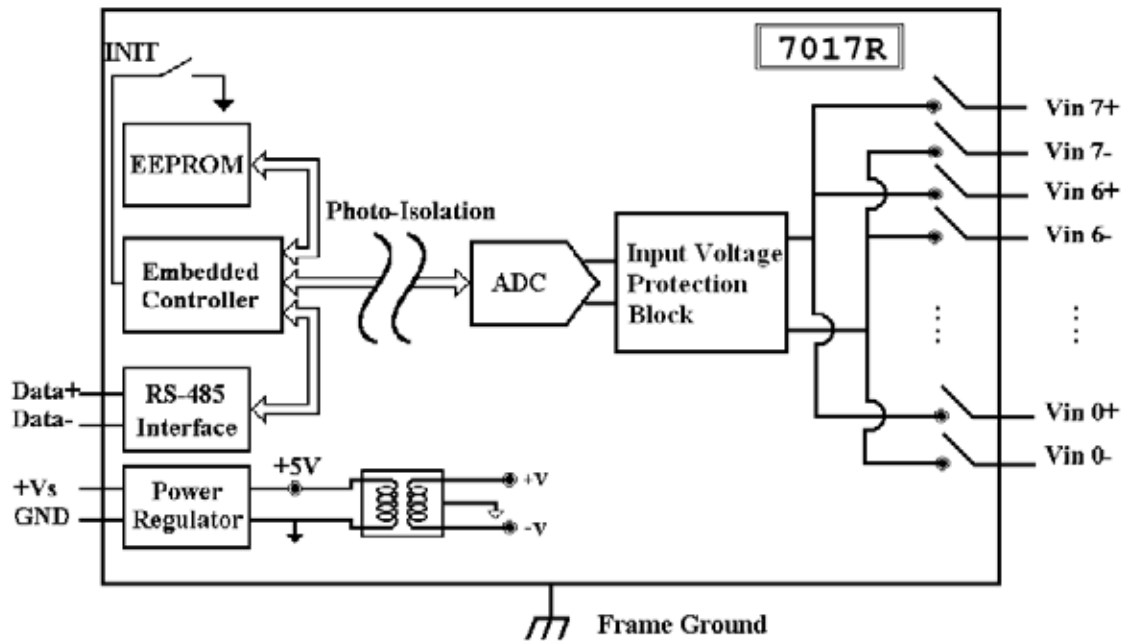 7017R
INIT
EEPROM
Photo-Isolation
Embedded
Controller
ADC
Input Voltage
Protection
Block
Vin 7+
Vin 7-
Vin 6+
Vin 6-
Vin 0+
Vin 0-
Data+
Data-
RS-485
Interface
+Vs
GND
Power
Regulator
+5V
+V
-V
Frame Ground